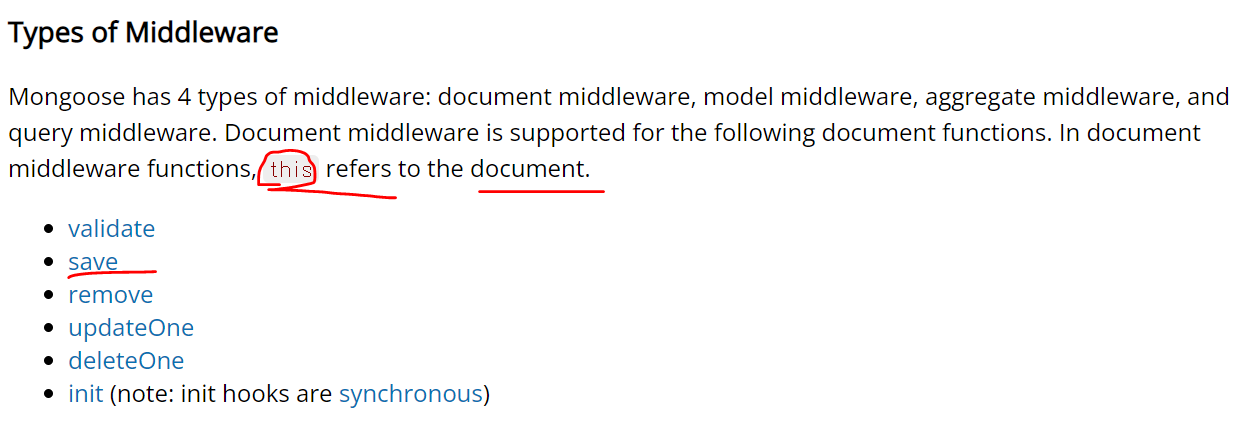 Types of Middleware
Mongoose has 4 types of middleware: document middleware, model middleware, aggregate middleware, and
query middleware. Document middleware is supported for the following document functions. In document
middleware functions, this refers to the document.
• validate
• save
• remove
• updateOne
• deleteOne
• init (note: init hooks are synchronous)